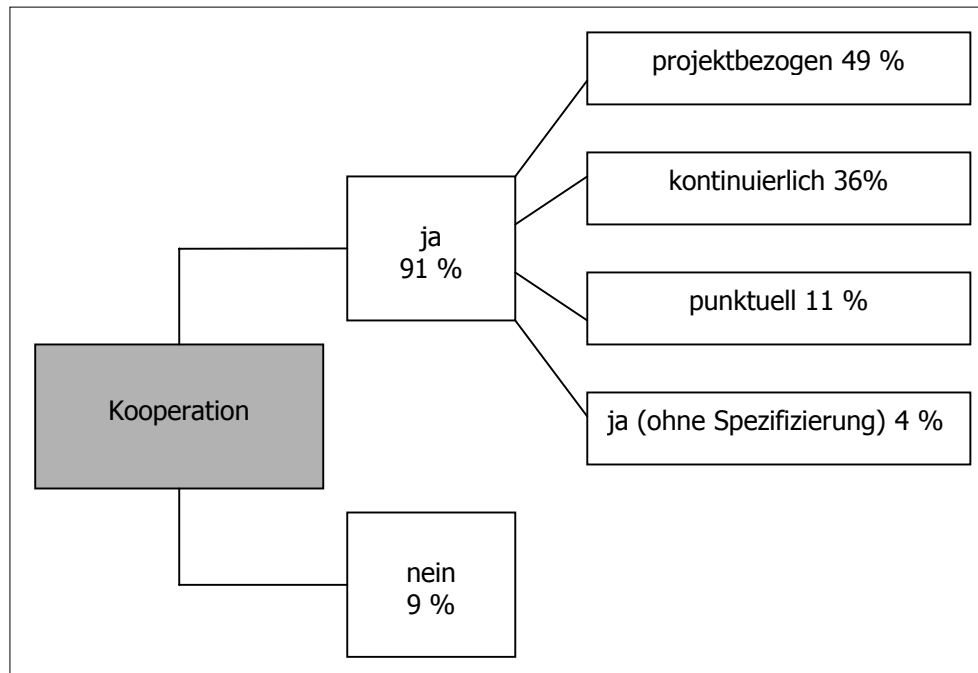 projektbezogen 49 %
kontinuierlich 36%
ja
91 %
punktuell 11 %
Kooperation
ja (ohne Spezifizierung) 4 %
nein
9 %